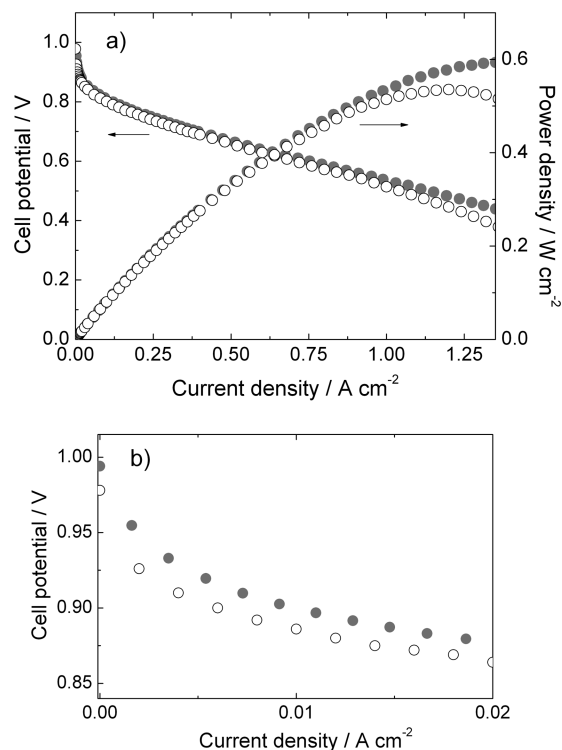 a)
1.0
0.8
0.6
0.4
0.2
0.0
Cell potential / V
0.6
0.4
0.2
0.0
Power density / W cm-2
0.00 0.25 0.50 0.75 1.00 1.25
Current density / A cm-2
b)
1.00
0.95
0.90
0.85
Cell potential / V
0.00 0.01 0.02
Current density / A cm-2